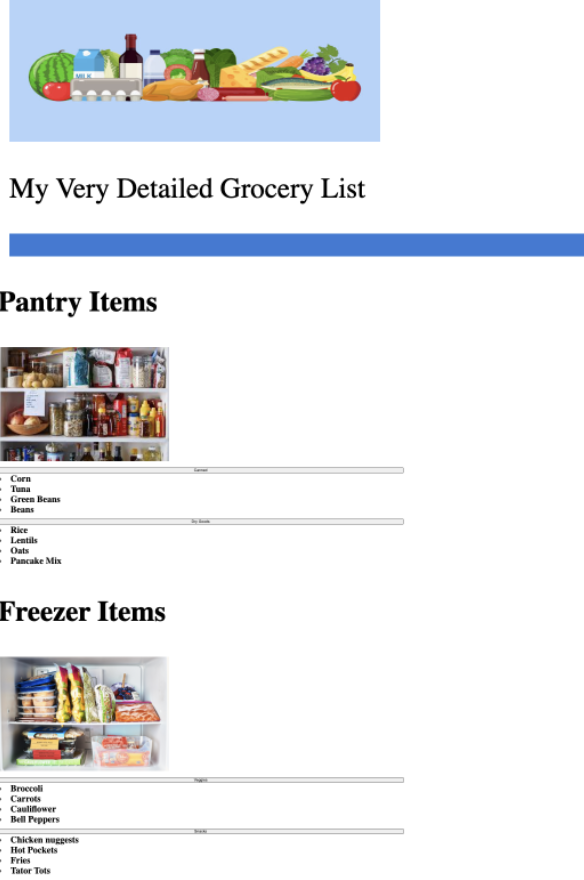 MILK
My Very Detailed Grocery List
Pantry Items
Canned
Corn
Tuna
Green Beans
Beans
Dry Goods
Rice
Lentils
Oats
Pancake Mix
Freezer Items
Veggies
Broccoli
Carrots
Cauliflower
Bell Peppers
Snacks
Chicken nuggests
Hot Pockets
Fries
Tator Tots